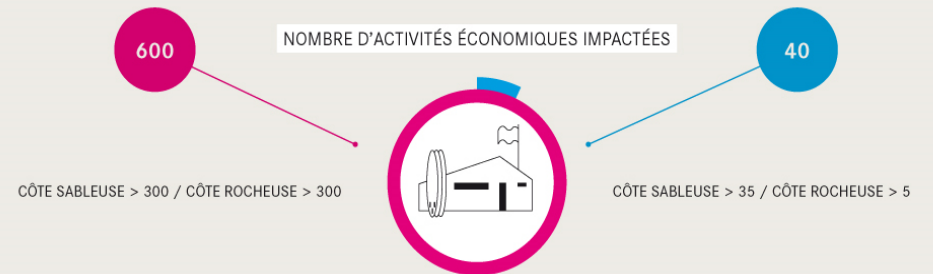 600
NOMBRE D'ACTIVITÉS ÉCONOMIQUES IMPACTÉES
40
CÔTE SABLEUSE > 300 / CÔTE ROCHEUSE > 300
CÔTE SABLEUSE > 35 / CÔTE ROCHEUSE > 5